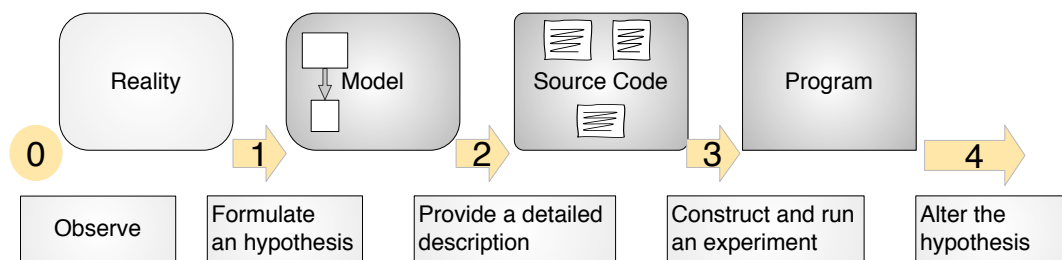 Reality
Model
Source Code
Program
0
1
2
3
4
Observe
Formulate
an hypothesis
Provide a detailed
description
Construct and run
an experiment
Alter the
hypothesis